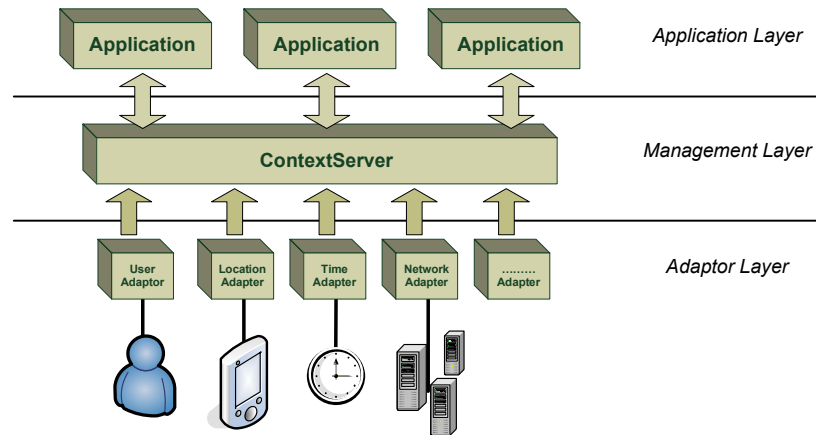 Application
Application
Application
Application Layer
ContextServer
Management Layer
User
Adaptor
Location
Adapter
Time
Adapter
Network
Adapter
.........
Adapter
Adaptor Layer